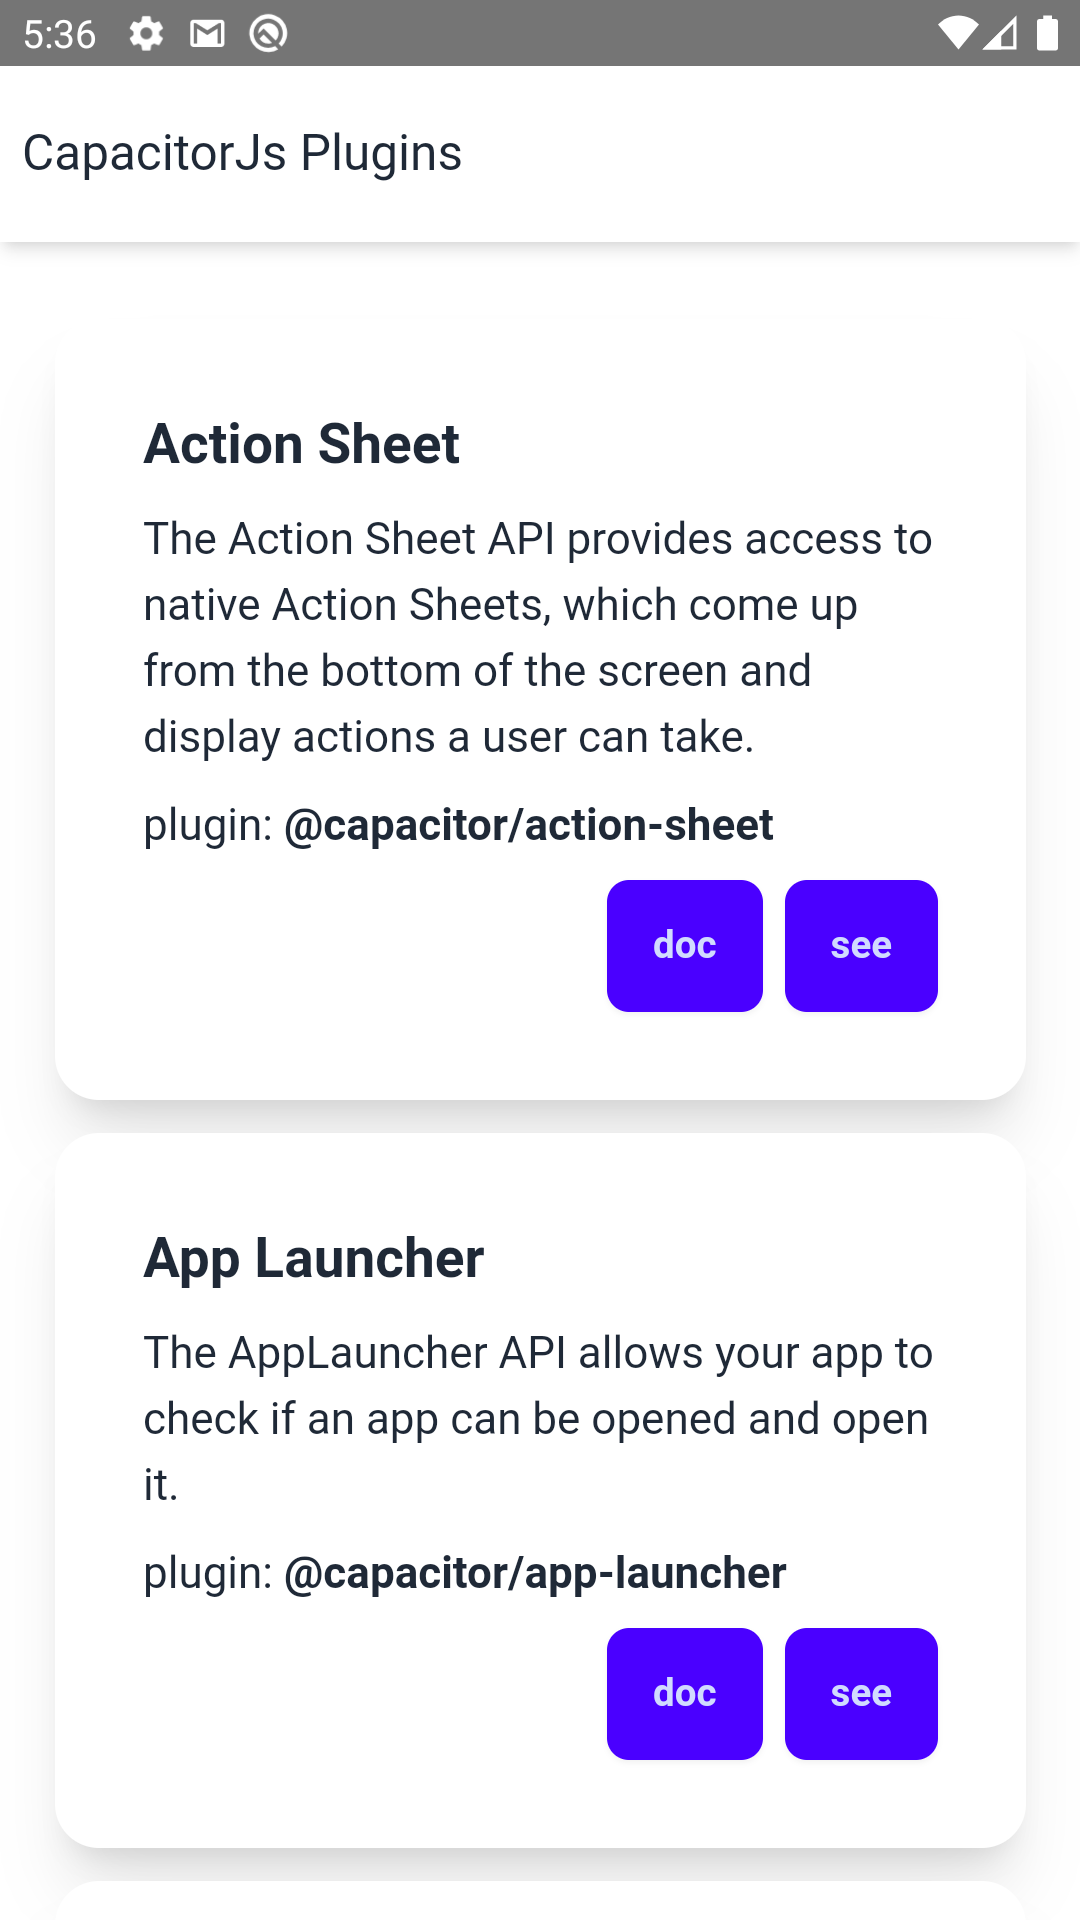 5:36
CapacitorJs Plugins
Action Sheet
The Action Sheet API provides access to
native Action Sheets, which come up
from the bottom of the screen and
display actions a user can take.
plugin: @capacitor/action-sheet
doc see
App Launcher
The AppLauncher API allows your app to
check if an app can be opened and open
it.
plugin: @capacitor/app-launcher
doc see